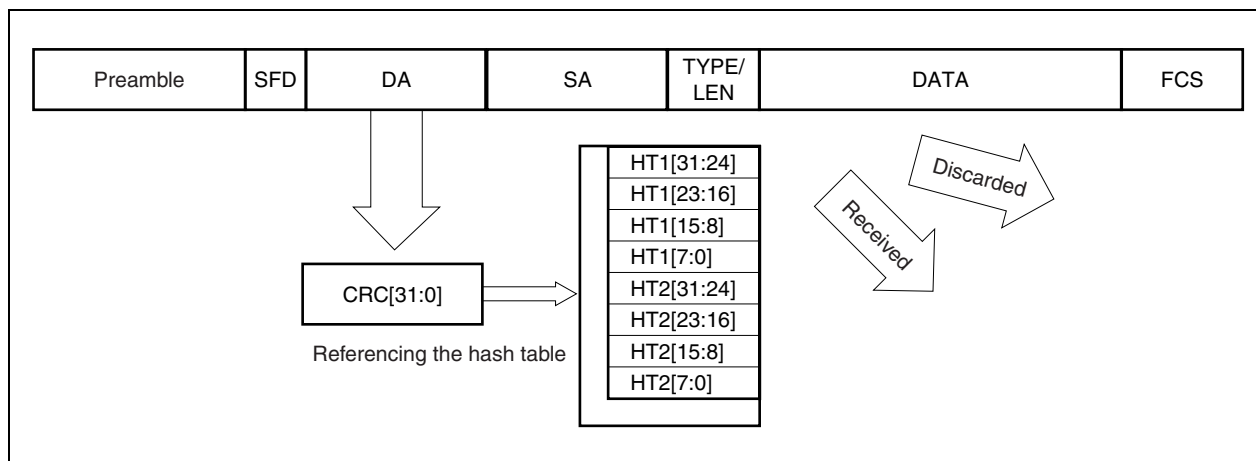 Preamble
SFD
DA
SA
TYPE/
LEN
DATA
FCS
HT1[31:24]
HT1[23:16]
HT1[15:8]
HT1[7:0]
HT2[31:24]
HT2[23:16]
HT2[15:8]
HT2[7:0]
Discarded
Received
CRC[31:0]
Referencing the hash table